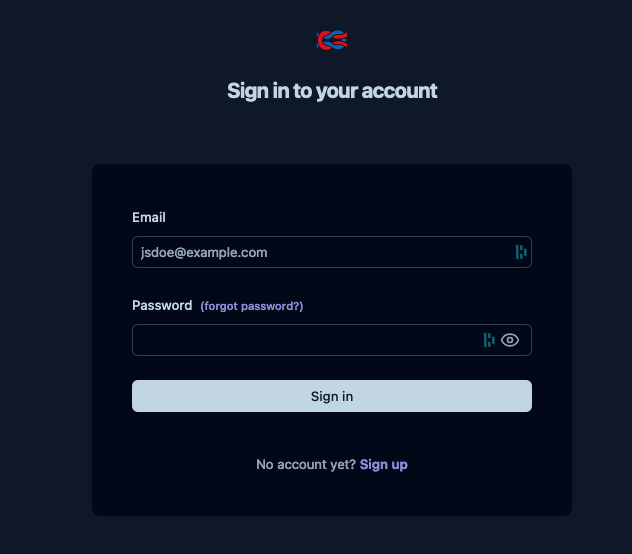 Sign in to your account
Email
jsdoe@example.com
Password (forgot password?)
Sign in
No account yet? Sign up